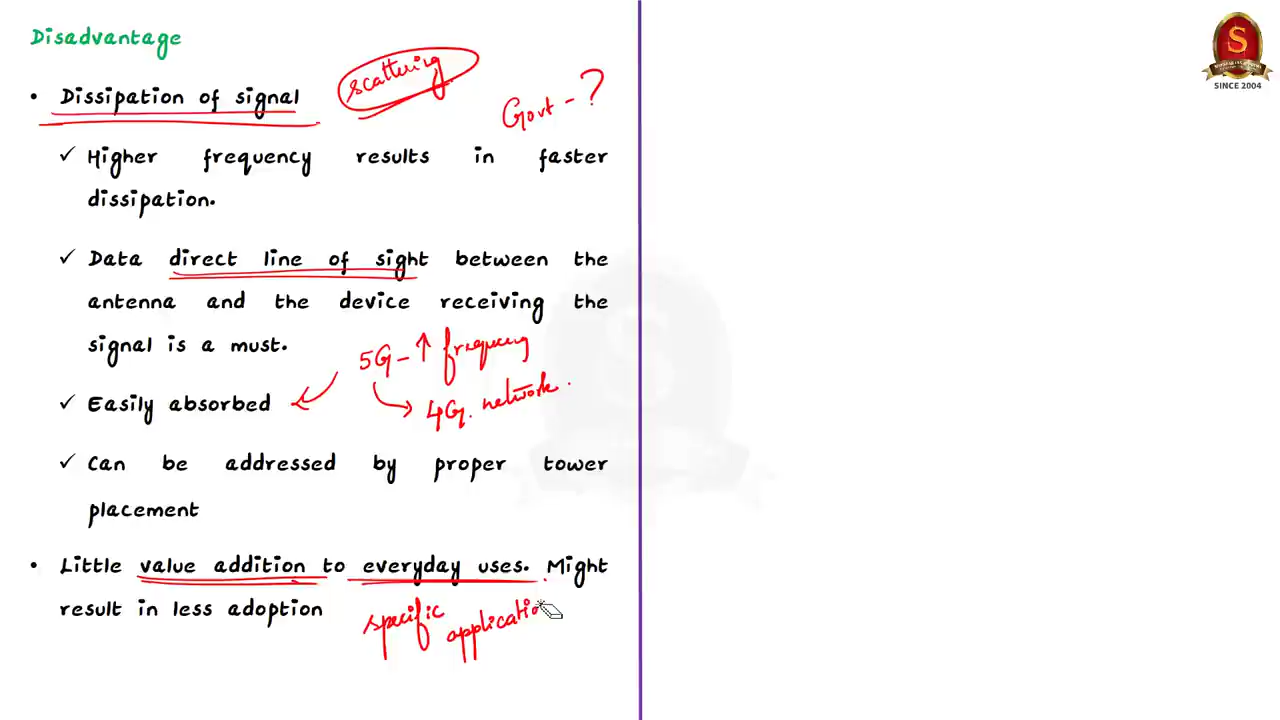 Disadvantage
scattering
• Dissipation of signal
Govt - ?
✓ Higher frequency results in faster
dissipation.
✓ Data direct line of sight between the
antenna and the device receiving the
signal is a must.
5G - ↑ frequency
✓ Easily absorbed
4G. network.
✓ Can be addressed by proper tower
placement
• Little value addition to everyday uses. Might
result in less adoption
specific
applicatio
S
SINCE 2004